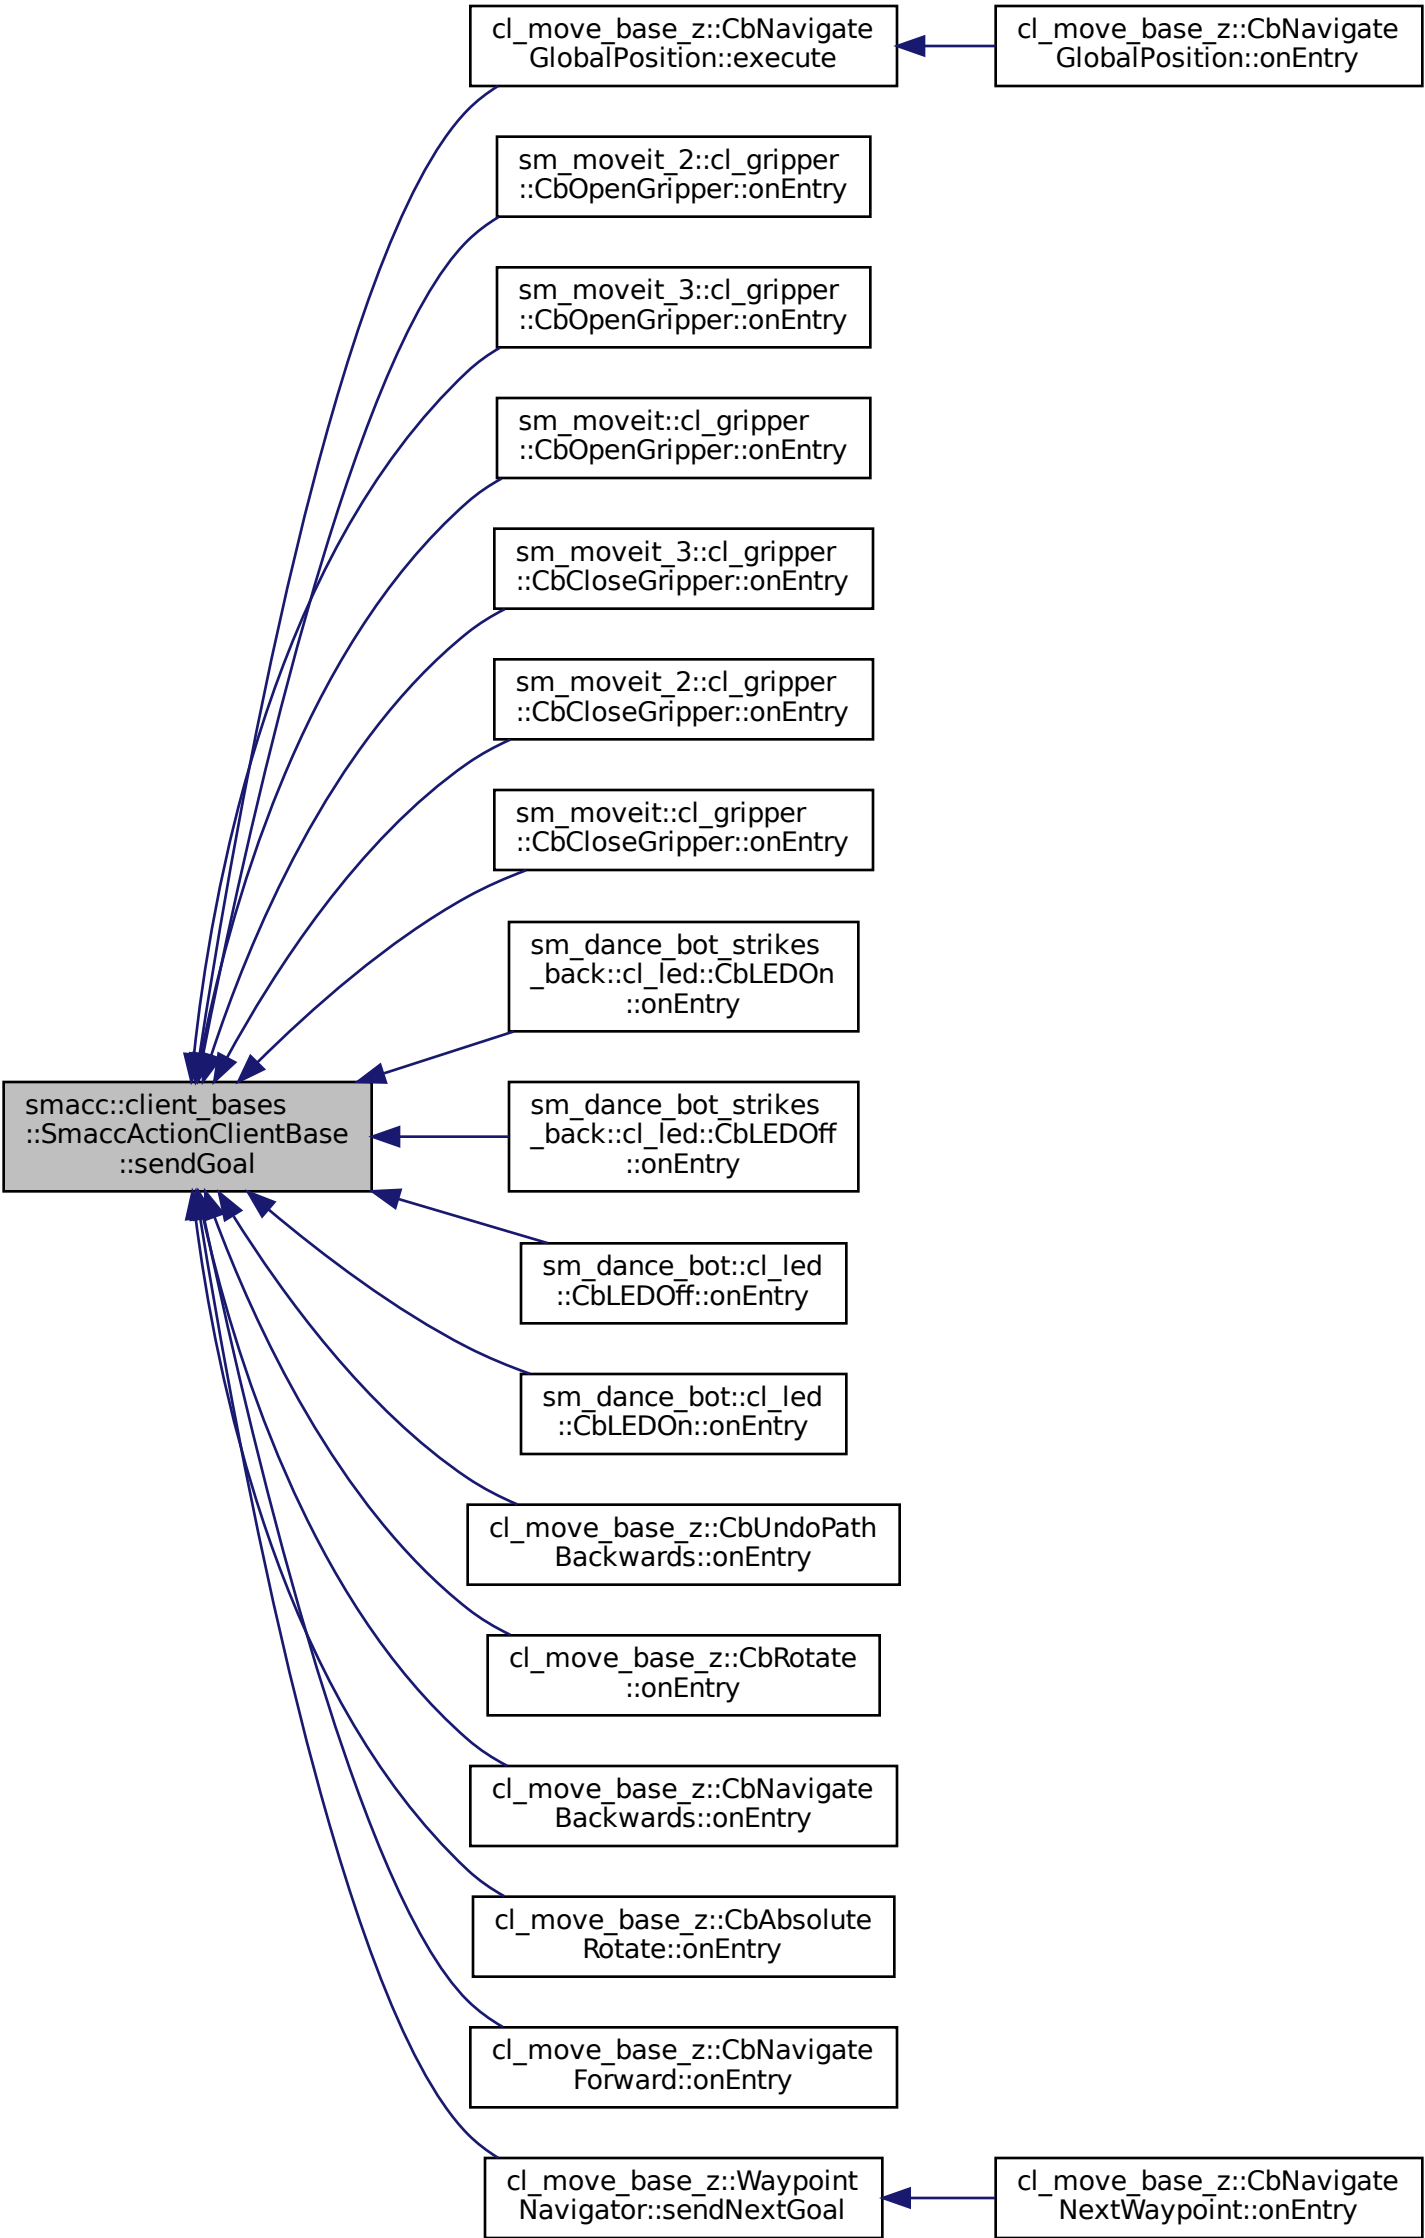 cl_move_base_z::CbNavigate
GlobalPosition::execute
cl_move_base_z::CbNavigate
GlobalPosition::onEntry
sm_moveit_2::cl_gripper
::CbOpenGripper::onEntry
sm_moveit_3::cl_gripper
::CbOpenGripper::onEntry
sm_moveit::cl_gripper
::CbOpenGripper::onEntry
sm_moveit_3::cl_gripper
::CbCloseGripper::onEntry
sm_moveit_2::cl_gripper
::CbCloseGripper::onEntry
sm_moveit::cl_gripper
::CbCloseGripper::onEntry
sm_dance_bot_strikes
_back::cl_led::CbLEDOn
::onEntry
smacc::client_bases
::SmaccActionClientBase
::sendGoal
sm_dance_bot_strikes
_back::cl_led::CbLEDOff
::onEntry
sm_dance_bot::cl_led
::CbLEDOff::onEntry
sm_dance_bot::cl_led
::CbLEDOn::onEntry
cl_move_base_z::CbUndoPath
Backwards::onEntry
cl_move_base_z::CbRotate
::onEntry
cl_move_base_z::CbNavigate
Backwards::onEntry
cl_move_base_z::CbAbsolute
Rotate::onEntry
cl_move_base_z::CbNavigate
Forward::onEntry
cl_move_base_z::Waypoint
Navigator::sendNextGoal
cl_move_base_z::CbNavigate
NextWaypoint::onEntry